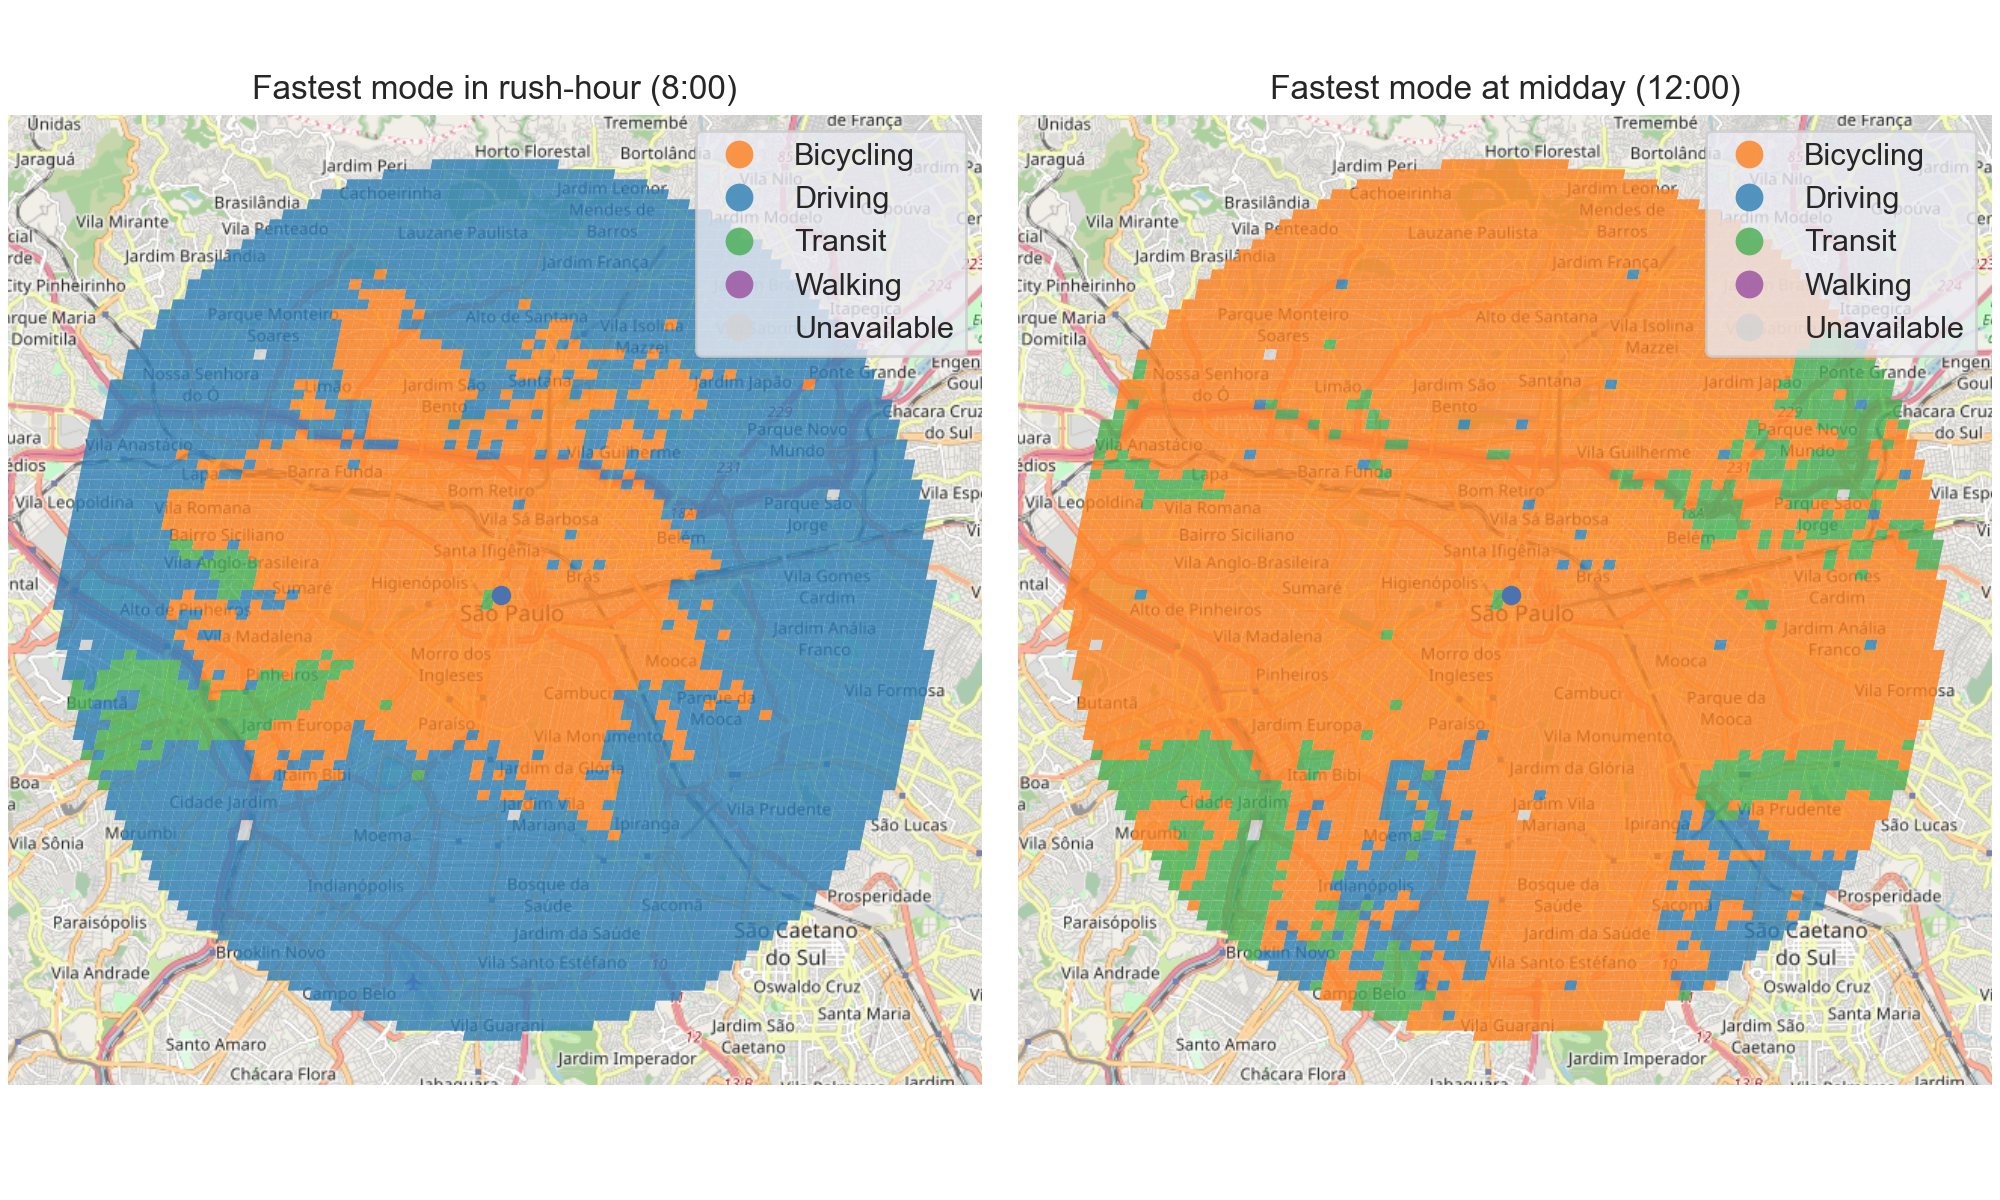 Fastest mode in rush-hour (8:00)
Unidas
Tremembé
de França
Jaraguá
Jardim Peri
Horto Florestal
Cachoeirinha
Jardim Leonor
Mendes de
Barros
Vila Nilo
Brasilândia
Vila Mirante
Vila Penteado
Lauzane Paulista
Jardim Brasilândia
Jardim França
City Pinheirinho
Parque Monteiro
Soares
Alto de Santana
Vila Isolina
Mazzei
Itapegica
Domitila
Nossa Senhora
do Ó
Limão
Jardim São
Bento
Santana
Jardim Japão
Ponte Grande
Chácara Cruz
do Sul
Vila Anastácio
Parque Novo
Mundo
Lapa
Barra Funda
Vila Guilherme
Vila Leopoldina
Vila Romana
Bom Retiro
Vila Sá Barbosa
Parque São
Jorge
Bairro Siciliano
Belém
Vila Anglo-Brasileira
Santa Ifigênia
Sumaré
Higienópolis
Brás
Vila Gomes
Cardim
Alto de Pinheiros
São Paulo
Vila Madalena
Jardim Anália
Franco
Morro dos
Ingleses
Mooca
Pinheiros
Butantã
Cambuci
Parque da
Mooca
Vila Formosa
Jardim Europa
Paraíso
Vila Monumento
Itaim Bibi
Jardim da Glória
Cidade Jardim
Jardim Vila
Mariana
Vila Prudente
Morumbi
Moema
Ipiranga
São Lucas
Vila Sônia
Indianópolis
Bosque da
Saúde
Sacomã
Prosperidade
Paraisópolis
Jardim da Saúde
São Caetano
do Sul
Brooklin Novo
Vila Santo Estéfano
Vila Andrade
Campo Belo
Oswaldo Cruz
Santa Maria
Vila Guarani
Jardim São
Caetano
Santo Amaro
Jardim Imperador
Chácara Flora
Jabaquara
Bicycling
Driving
Transit
Walking
Unavailable
Fastest mode at midday (12:00)
Unidas
Tremembé
de França
Jaraguá
Jardim Peri
Horto Florestal
Cachoeirinha
Jardim Leonor
Mendes de
Barros
Vila Nilo
Brasilândia
Vila Mirante
Vila Penteado
Lauzane Paulista
Jardim Brasilândia
Jardim França
City Pinheirinho
Parque Monteiro
Soares
Alto de Santana
Vila Isolina
Mazzei
Itapegica
Domitila
Nossa Senhora
do Ó
Limão
Jardim São
Bento
Santana
Jardim Japão
Ponte Grande
Chácara Cruz
do Sul
Vila Anastácio
Parque Novo
Mundo
Lapa
Barra Funda
Vila Guilherme
Vila Leopoldina
Vila Romana
Bom Retiro
Vila Sá Barbosa
Parque São
Jorge
Bairro Siciliano
Belém
Vila Anglo-Brasileira
Santa Ifigênia
Sumaré
Higienópolis
Brás
Vila Gomes
Cardim
Alto de Pinheiros
São Paulo
Vila Madalena
Jardim Anália
Franco
Morro dos
Ingleses
Mooca
Pinheiros
Butantã
Cambuci
Parque da
Mooca
Vila Formosa
Jardim Europa
Paraíso
Vila Monumento
Itaim Bibi
Jardim da Glória
Cidade Jardim
Jardim Vila
Mariana
Vila Prudente
Morumbi
Moema
Ipiranga
São Lucas
Vila Sônia
Indianópolis
Bosque da
Saúde
Sacomã
Prosperidade
Paraisópolis
Jardim da Saúde
São Caetano
do Sul
Brooklin Novo
Vila Santo Estéfano
Vila Andrade
Campo Belo
Oswaldo Cruz
Santa Maria
Vila Guarani
Jardim São
Caetano
Santo Amaro
Jardim Imperador
Chácara Flora
Jabaquara
Bicycling
Driving
Transit
Walking
Unavailable